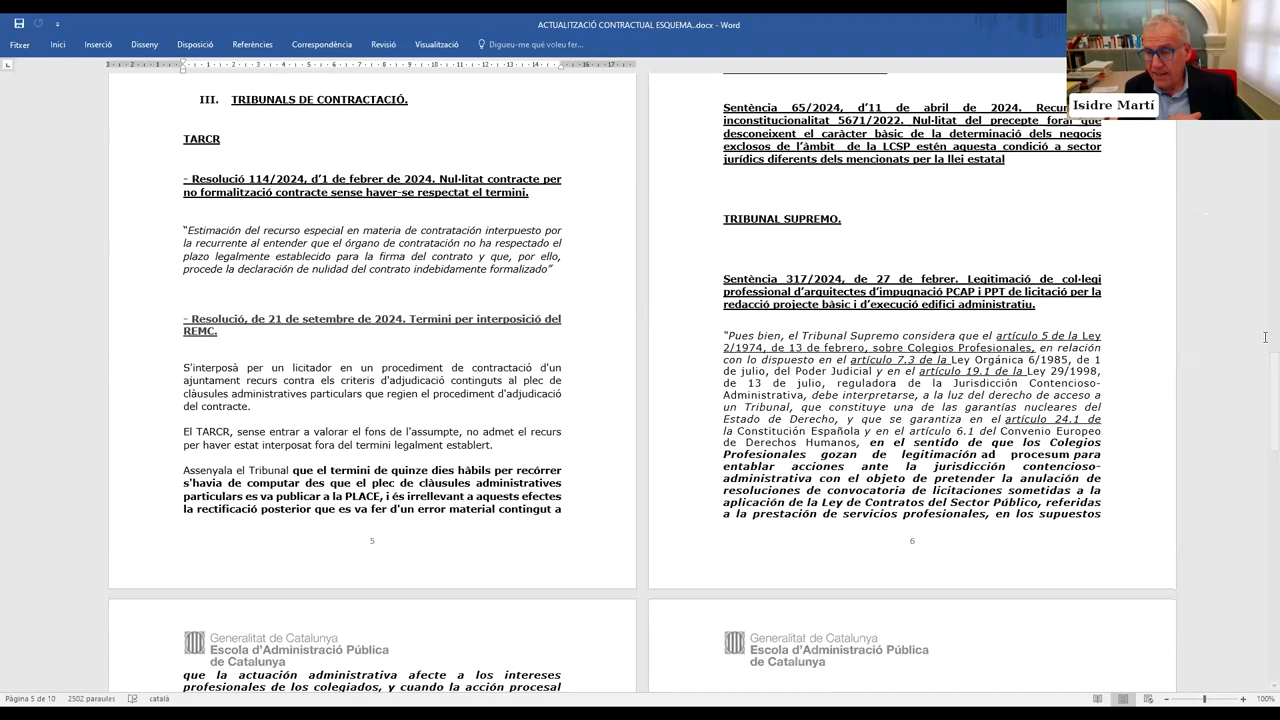 ACTUALITZACIÓ CONTRACTUAL ESQUEMA..docx - Word
Fitxer Inici Inserció Disseny Disposició Referències Correspondència Revisió Visualització Digueu-me què voleu fer...
Isidre Martí
3 2 1 1 2 3 4 5 6 7 8 9 10 11 12 13 14 15 16 17
III. TRIBUNALS DE CONTRACTACIÓ.
TARCR
- Resolució 114/2024, d’1 de febrer de 2024. Nul·litat contracte per
no formalització contracte sense haver-se respectat el termini.
“Estimación del recurso especial en materia de contratación interpuesto por
la recurrente al entender que el órgano de contratación no ha respectado el
plazo legalmente establecido para la firma del contrato y que, por ello,
procede la declaración de nulidad del contrato indebidamente formalizado”
- Resolució, de 21 de setembre de 2024. Termini per interposició del
REMC.
S'interposà per un licitador en un procediment de contractació d'un
ajuntament recurs contra els criteris d'adjudicació continguts al plec de
clàusules administratives particulars que regien el procediment d'adjudicació
del contracte.
El TARCR, sense entrar a valorar el fons de l'assumpte, no admet el recurs
per haver estat interposat fora del termini legalment establert.
Assenyala el Tribunal que el termini de quinze dies hàbils per recórrer
s'havia de computar des que el plec de clàusules administratives
particulars es va publicar a la PLACE, i és irrellevant a aquests efectes
la rectificació posterior que es va fer d'un error material contingut a
5
Sentència 65/2024, d’11 de abril de 2024.
inconstitucionalitat 5671/2022. Nul·litat del precepte foral que
desconeixent el caràcter bàsic de la determinació dels negocis
exclosos de l’àmbit de la LCSP estén aquesta condició a sector
jurídics diferents dels mencionats per la llei estatal
TRIBUNAL SUPREMO.
Sentència 317/2024, de 27 de febrer. Legitimació de col·legi
professional d’arquitectes d’impugnació PCAP i PPT de licitació per la
redacció projecte bàsic i d’execució edifici administratiu.
“Pues bien, el Tribunal Supremo considera que el artículo 5 de la Ley
2/1974, de 13 de febrero, sobre Colegios Profesionales, en relación
con lo dispuesto en el artículo 7.3 de la Ley Orgánica 6/1985, de 1
de julio, del Poder Judicial y en el artículo 19.1 de la Ley 29/1998,
de 13 de julio, reguladora de la Jurisdicción Contencioso-
Administrativa, debe interpretarse, a la luz del derecho de acceso a
un Tribunal, que constituye una de las garantías nucleares del
Estado de Derecho, y que se garantiza en el artículo 24.1 de
la Constitución Española y en el artículo 6.1 del Convenio Europeo
de Derechos Humanos, en el sentido de que los Colegios
Profesionales gozan de legitimación ad procesum para
entablar acciones ante la jurisdicción contencioso-
administrativa con el objeto de pretender la anulación de
resoluciones de convocatoria de licitaciones sometidas a la
aplicación de la Ley de Contratos del Sector Público, referidas
a la prestación de servicios profesionales, en los supuestos
6
Generalitat de Catalunya
Escola d’Administració Pública
de Catalunya
que la actuación administrativa afecte a los intereses
profesionales de los colegiados, y cuando la acción procesal
Generalitat de Catalunya
Escola d’Administració Pública
de Catalunya
Pàgina 5 de 10 2502 paraules català 100%